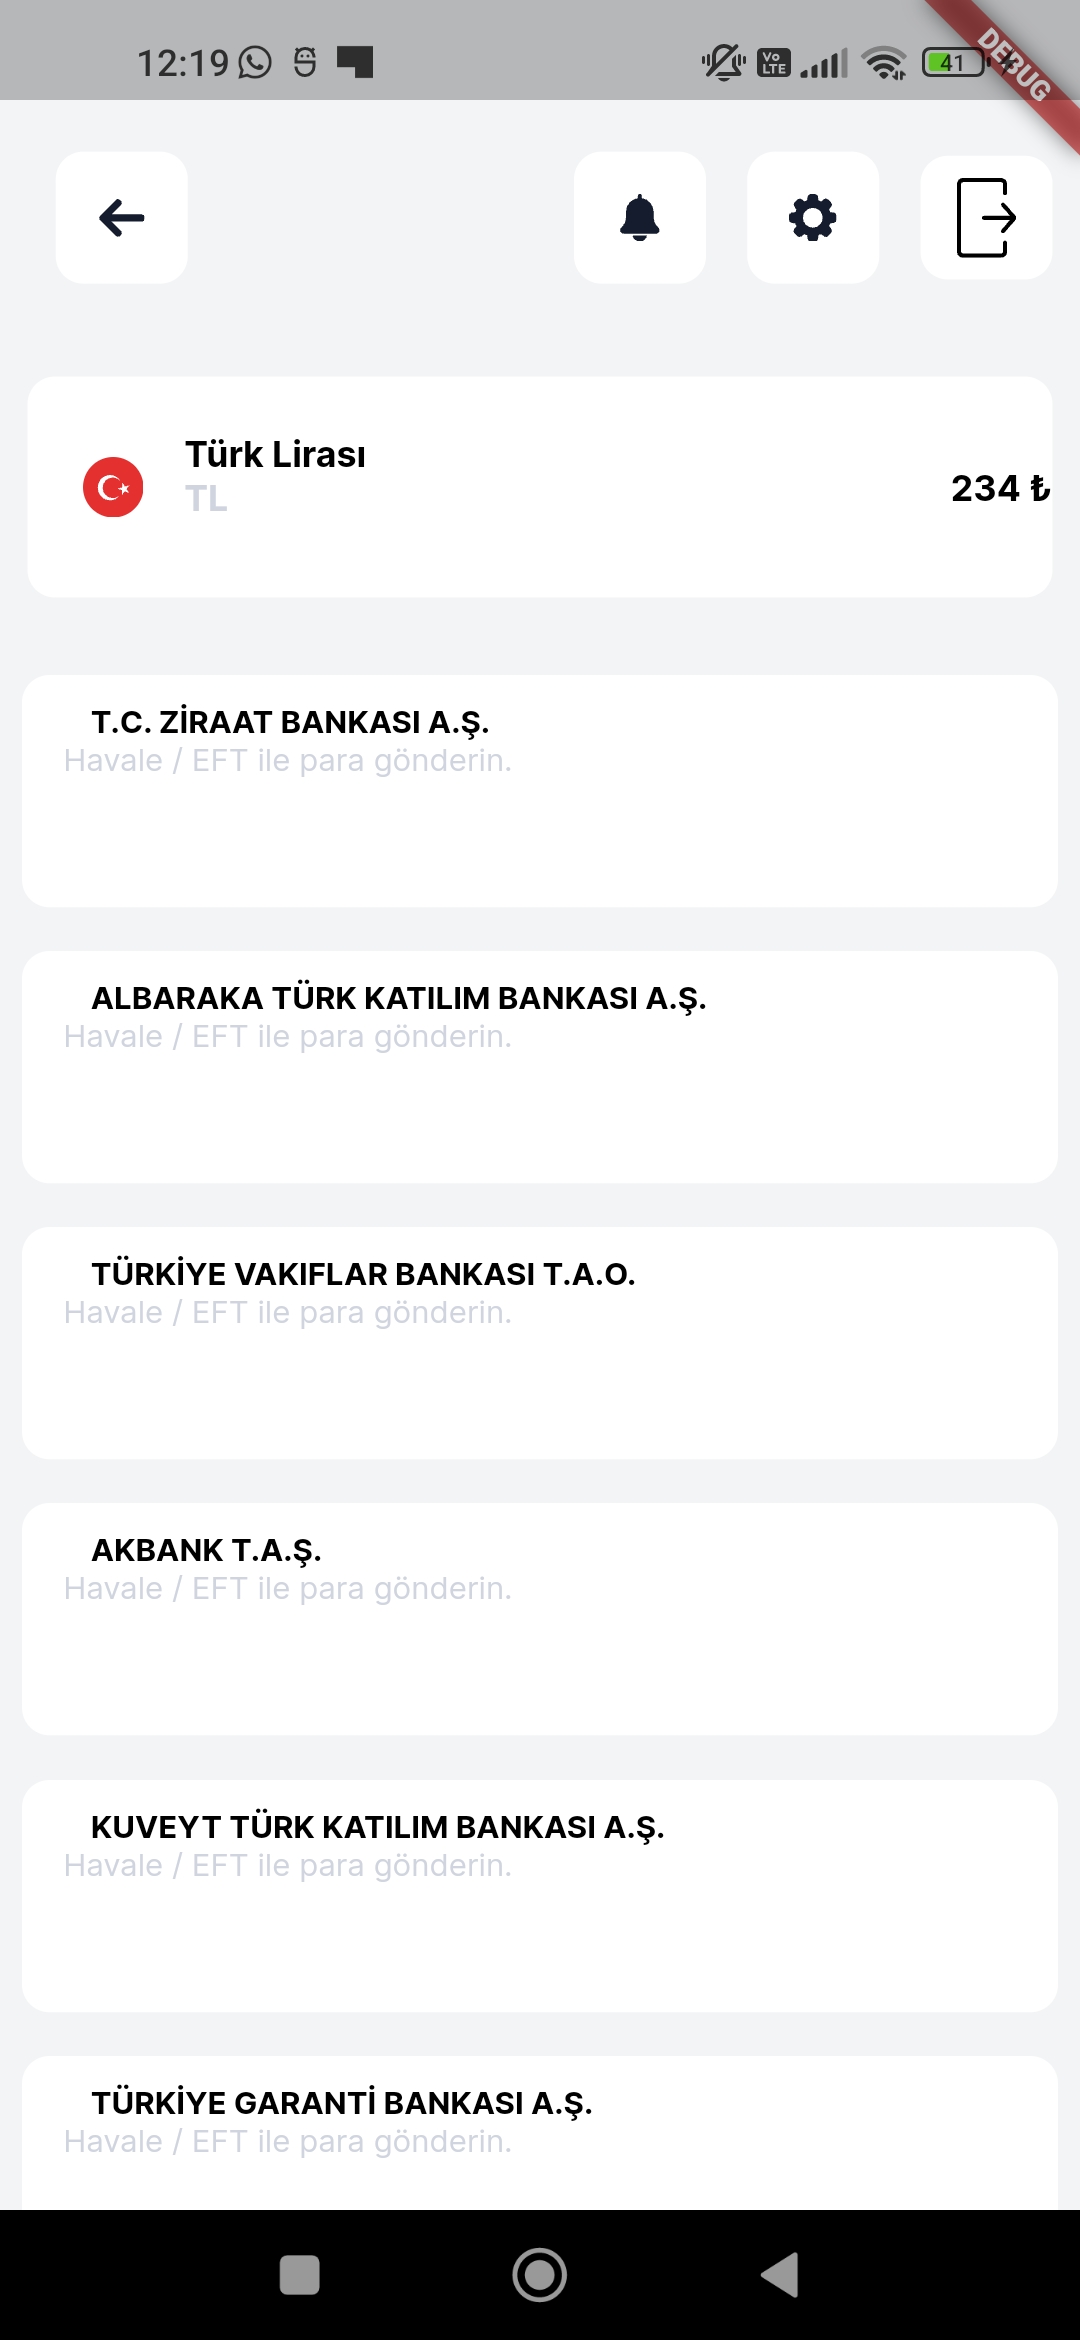 12:19
Vo LTE
41
DEBUG
Türk Lirası
TL
234 ₺
T.C. ZİRAAT BANKASI A.Ş.
Havale / EFT ile para gönderin.
ALBARAKA TÜRK KATILIM BANKASI A.Ş.
Havale / EFT ile para gönderin.
TÜRKİYE VAKIFLAR BANKASI T.A.O.
Havale / EFT ile para gönderin.
AKBANK T.A.Ş.
Havale / EFT ile para gönderin.
KUVEYT TÜRK KATILIM BANKASI A.Ş.
Havale / EFT ile para gönderin.
TÜRKİYE GARANTİ BANKASI A.Ş.
Havale / EFT ile para gönderin.